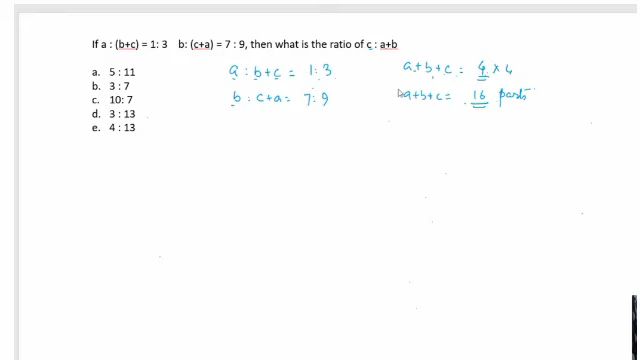 If a : (b+c) = 1: 3 b: (c+a) = 7 : 9, then what is the ratio of c : a+b
a. 5 : 11
b. 3 : 7
c. 10: 7
d. 3 : 13
e. 4 : 13
a : b+c = 1:3
b : c+a = 7:9
a+b+c = 4 × 4
a+b+c = 16 parts